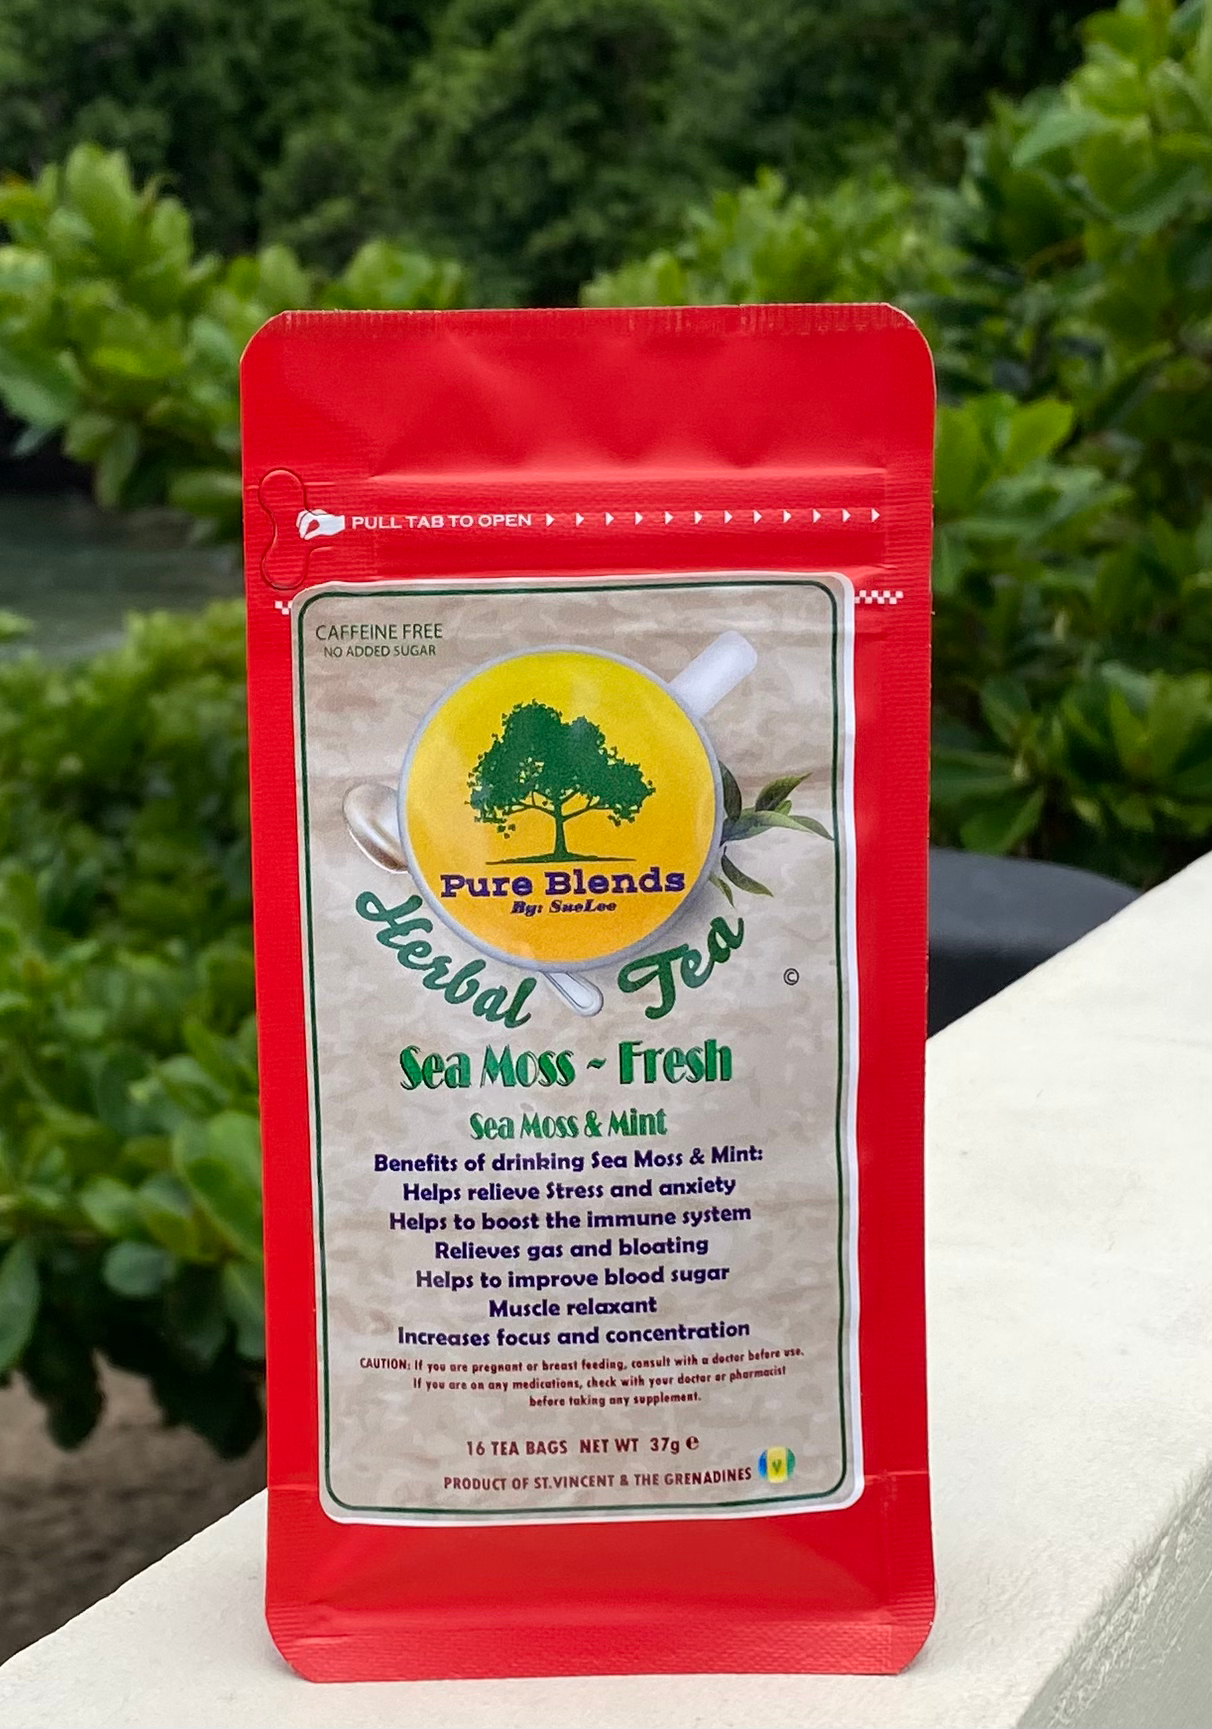 PULL TAB TO OPEN
CAFFEINE FREE
NO ADDED SUGAR
Pure Blends
By: SueLee
Herbal Tea
©
Sea Moss ~ Fresh
Sea Moss & Mint
Benefits of drinking Sea Moss & Mint:
Helps relieve Stress and anxiety
Helps to boost the immune system
Relieves gas and bloating
Helps to improve blood sugar
Muscle relaxant
Increases focus and concentration
CAUTION: If you are pregnant or breast feeding, consult with a doctor before use.
If you are on any medications, check with your doctor or pharmacist
before taking any supplement.
16 TEA BAGS NET WT 37g ℮
PRODUCT OF ST.VINCENT & THE GRENADINES